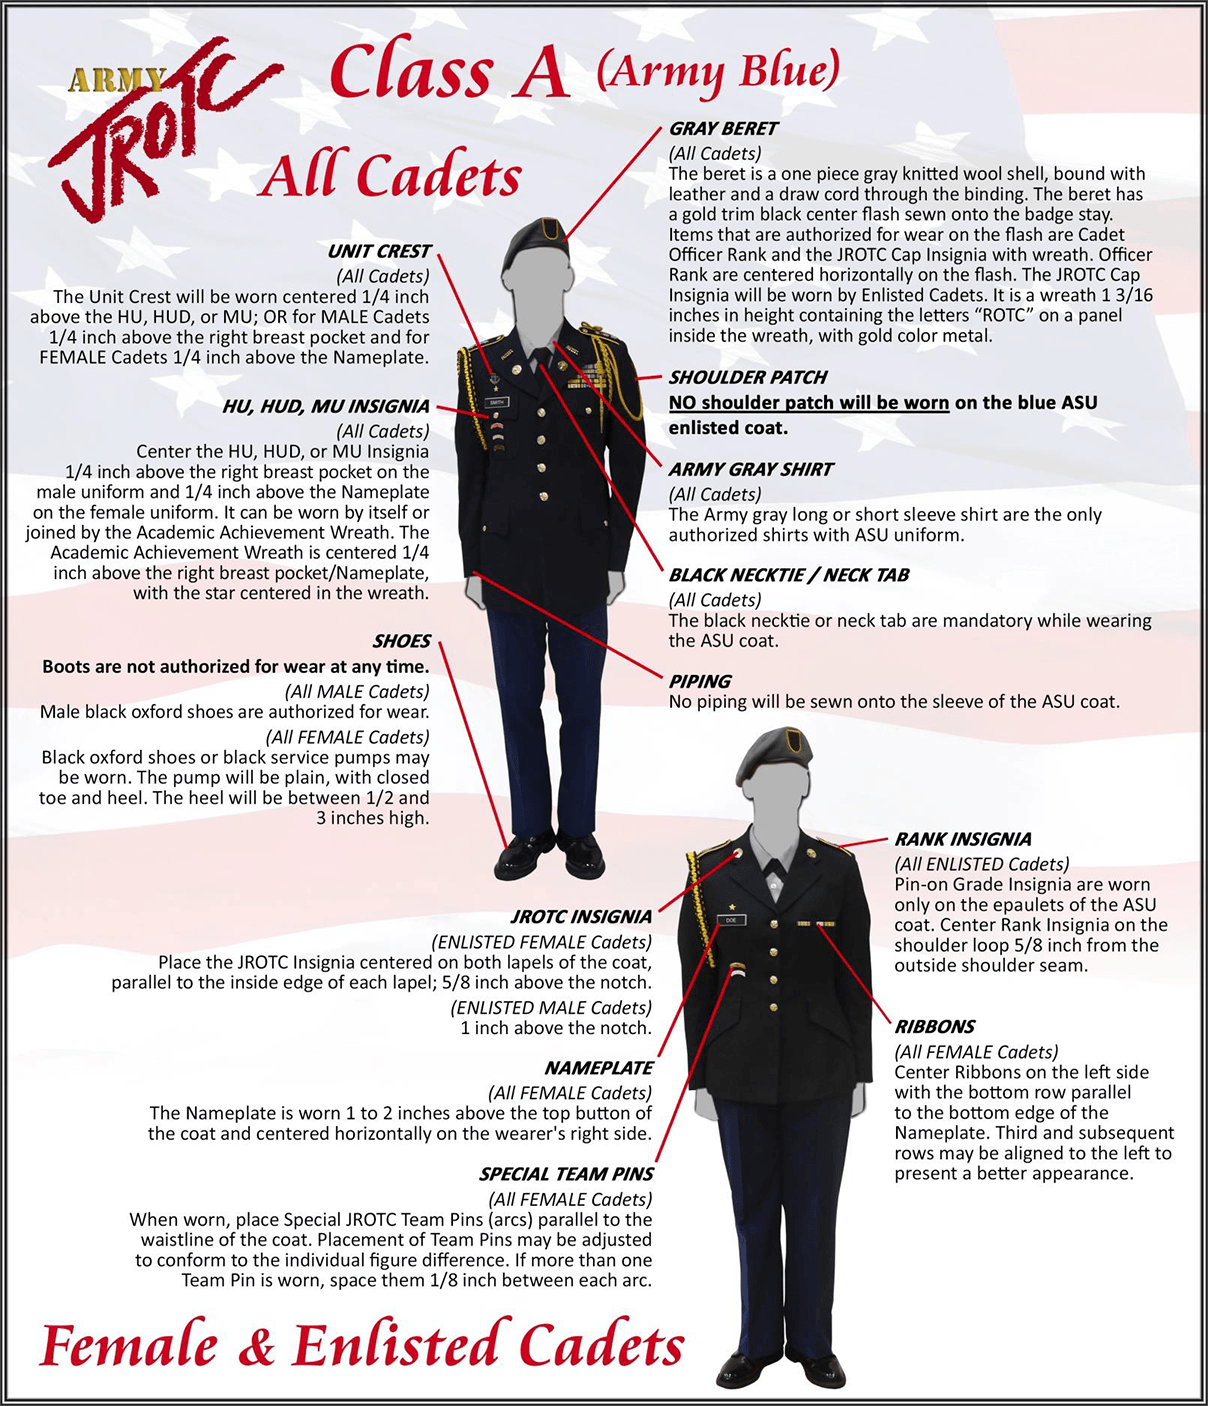 ARMY
JROTC
Class A (Army Blue)
All Cadets
GRAY BERET
(All Cadets)
The beret is a one piece gray knitted wool shell, bound with
leather and a draw cord through the binding. The beret has
a gold trim black center flash sewn onto the badge stay.
Items that are authorized for wear on the flash are Cadet
Officer Rank and the JROTC Cap Insignia with wreath. Officer
Rank are centered horizontally on the flash. The JROTC Cap
Insignia will be worn by Enlisted Cadets. It is a wreath 1 3/16
inches in height containing the letters “ROTC” on a panel
inside the wreath, with gold color metal.
UNIT CREST
(All Cadets)
The Unit Crest will be worn centered 1/4 inch
above the HU, HUD, or MU; OR for MALE Cadets
1/4 inch above the right breast pocket and for
FEMALE Cadets 1/4 inch above the Nameplate.
SHOULDER PATCH
NO shoulder patch will be worn on the blue ASU
enlisted coat.
HU, HUD, MU INSIGNIA
(All Cadets)
Center the HU, HUD, or MU Insignia
1/4 inch above the right breast pocket on the
male uniform and 1/4 inch above the Nameplate
on the female uniform. It can be worn by itself or
joined by the Academic Achievement Wreath. The
Academic Achievement Wreath is centered 1/4
inch above the right breast pocket/Nameplate,
with the star centered in the wreath.
SMITH
ARMY GRAY SHIRT
(All Cadets)
The Army gray long or short sleeve shirt are the only
authorized shirts with ASU uniform.
BLACK NECKTIE / NECK TAB
(All Cadets)
The black necktie or neck tab are mandatory while wearing
the ASU coat.
SHOES
Boots are not authorized for wear at any time.
(All MALE Cadets)
Male black oxford shoes are authorized for wear.
(All FEMALE Cadets)
Black oxford shoes or black service pumps may
be worn. The pump will be plain, with closed
toe and heel. The heel will be between 1/2 and
3 inches high.
PIPING
No piping will be sewn onto the sleeve of the ASU coat.
RANK INSIGNIA
(All ENLISTED Cadets)
Pin-on Grade Insignia are worn
only on the epaulets of the ASU
coat. Center Rank Insignia on the
shoulder loop 5/8 inch from the
outside shoulder seam.
JROTC INSIGNIA
(ENLISTED FEMALE Cadets)
Place the JROTC Insignia centered on both lapels of the coat,
parallel to the inside edge of each lapel; 5/8 inch above the notch.
(ENLISTED MALE Cadets)
1 inch above the notch.
DOE
RIBBONS
(All FEMALE Cadets)
Center Ribbons on the left side
with the bottom row parallel
to the bottom edge of the
Nameplate. Third and subsequent
rows may be aligned to the left to
present a better appearance.
NAMEPLATE
(All FEMALE Cadets)
The Nameplate is worn 1 to 2 inches above the top button of
the coat and centered horizontally on the wearer's right side.
SPECIAL TEAM PINS
(All FEMALE Cadets)
When worn, place Special JROTC Team Pins (arcs) parallel to the
waistline of the coat. Placement of Team Pins may be adjusted
to conform to the individual figure difference. If more than one
Team Pin is worn, space them 1/8 inch between each arc.
Female & Enlisted Cadets